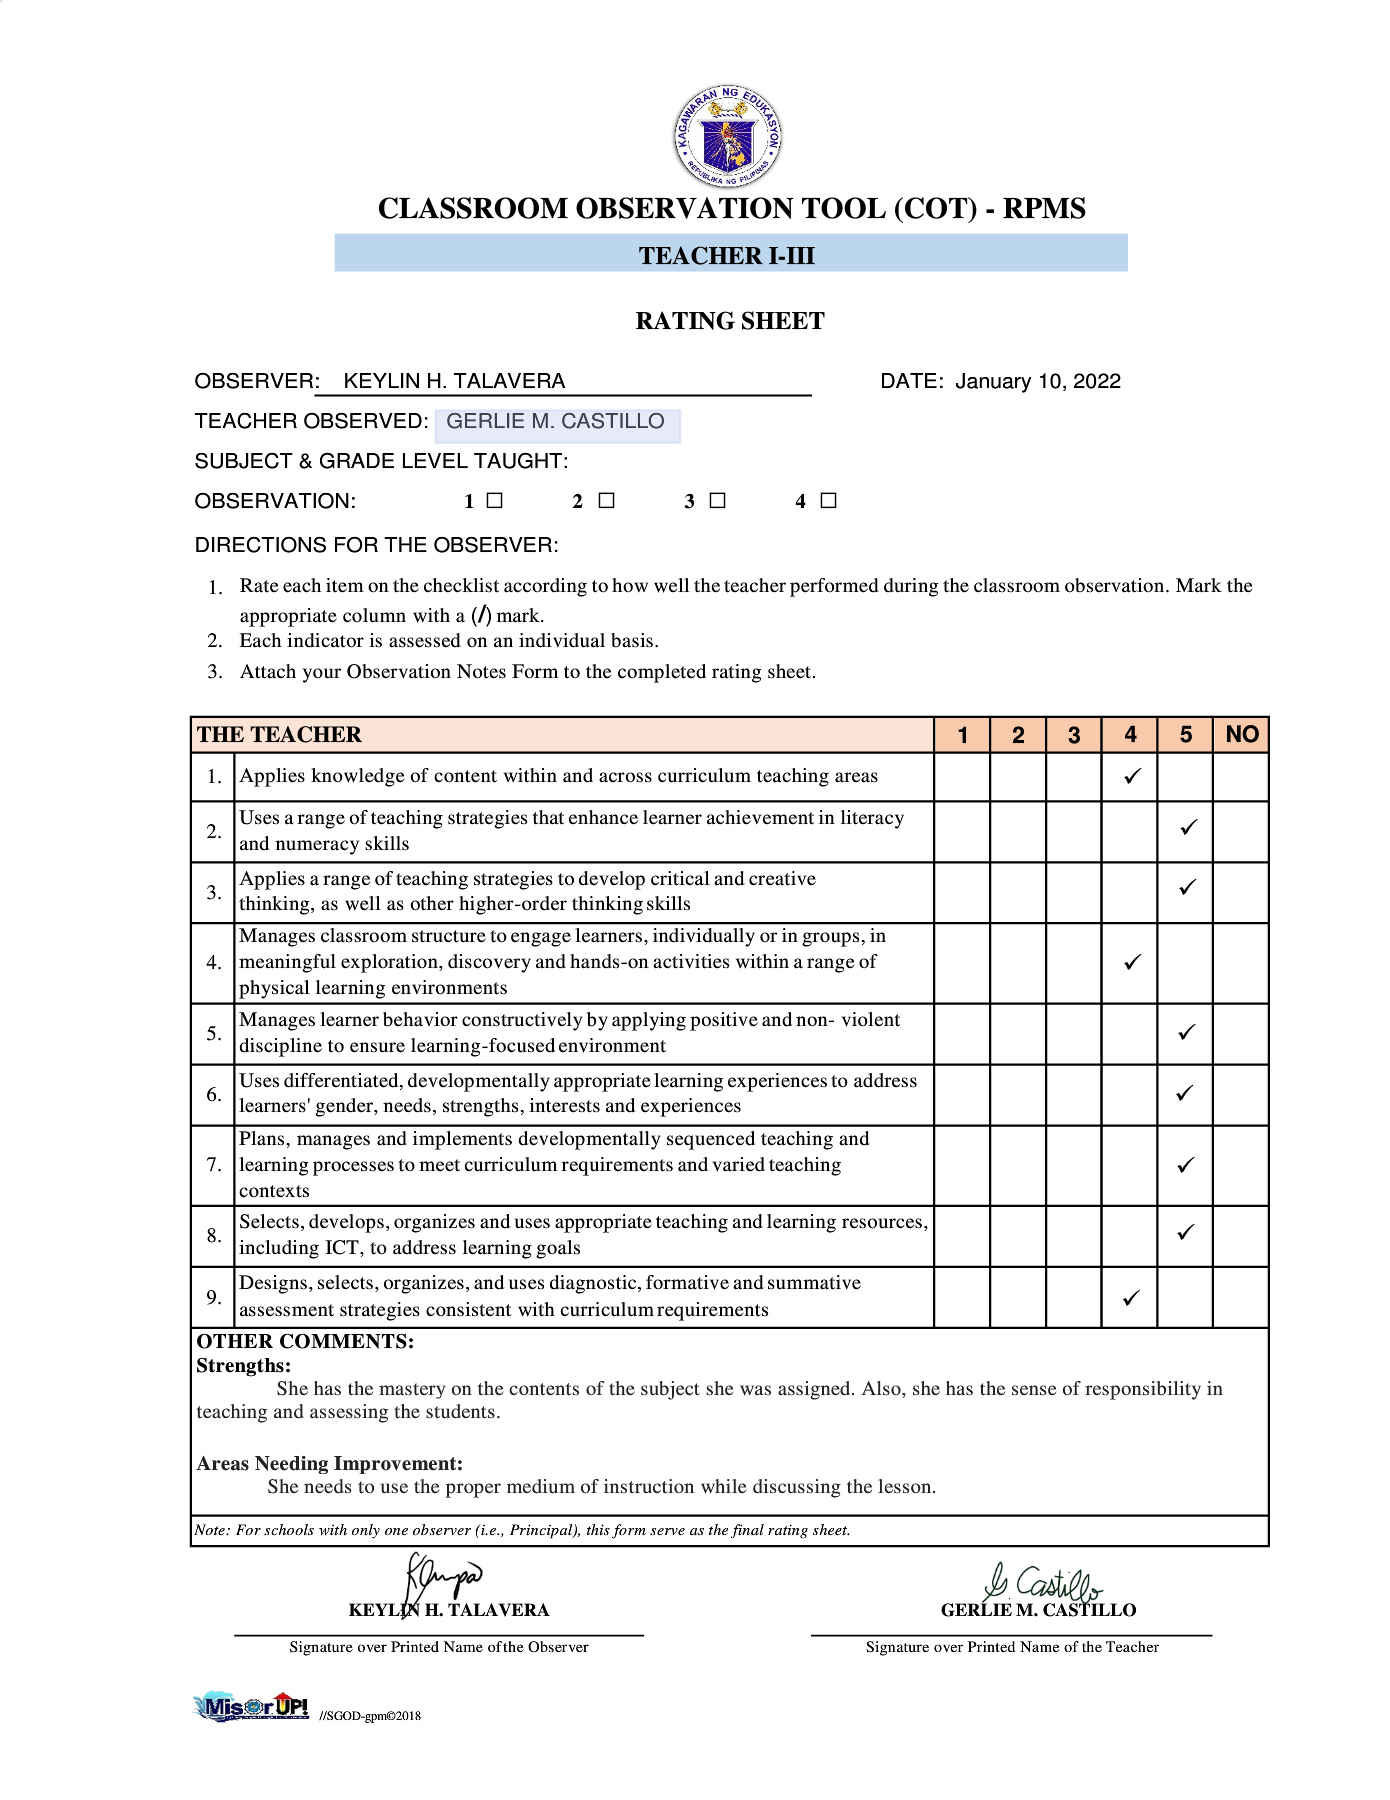 KAGAWARAN NG EDUKASYON
REPUBLIKA NG PILIPINAS
CLASSROOM OBSERVATION TOOL (COT) - RPMS
TEACHER I-III
RATING SHEET
OBSERVER: KEYLIN H. TALAVERA DATE: January 10, 2022
TEACHER OBSERVED: GERLIE M. CASTILLO
SUBJECT & GRADE LEVEL TAUGHT:
OBSERVATION: 1 ☐ 2 ☐ 3 ☐ 4 ☐
DIRECTIONS FOR THE OBSERVER:
1. Rate each item on the checklist according to how well the teacher performed during the classroom observation. Mark the
appropriate column with a (/) mark.
2. Each indicator is assessed on an individual basis.
3. Attach your Observation Notes Form to the completed rating sheet.
THE TEACHER 1 2 3 4 5 NO
1. Applies knowledge of content within and across curriculum teaching areas ✓
2. Uses a range of teaching strategies that enhance learner achievement in literacy
and numeracy skills ✓
3. Applies a range of teaching strategies to develop critical and creative
thinking, as well as other higher-order thinking skills ✓
4. Manages classroom structure to engage learners, individually or in groups, in
meaningful exploration, discovery and hands-on activities within a range of
physical learning environments ✓
5. Manages learner behavior constructively by applying positive and non- violent
discipline to ensure learning-focused environment ✓
6. Uses differentiated, developmentally appropriate learning experiences to address
learners' gender, needs, strengths, interests and experiences ✓
7. Plans, manages and implements developmentally sequenced teaching and
learning processes to meet curriculum requirements and varied teaching
contexts ✓
8. Selects, develops, organizes and uses appropriate teaching and learning resources,
including ICT, to address learning goals ✓
9. Designs, selects, organizes, and uses diagnostic, formative and summative
assessment strategies consistent with curriculum requirements ✓
OTHER COMMENTS:
Strengths:
She has the mastery on the contents of the subject she was assigned. Also, she has the sense of responsibility in
teaching and assessing the students.
Areas Needing Improvement:
She needs to use the proper medium of instruction while discussing the lesson.
Note: For schools with only one observer (i.e., Principal), this form serve as the final rating sheet.
G Castillo
KEYLIN H. TALAVERA GERLIE M. CASTILLO
Signature over Printed Name of the Observer Signature over Printed Name of the Teacher
MisOr UP! //SGOD-gpm©2018